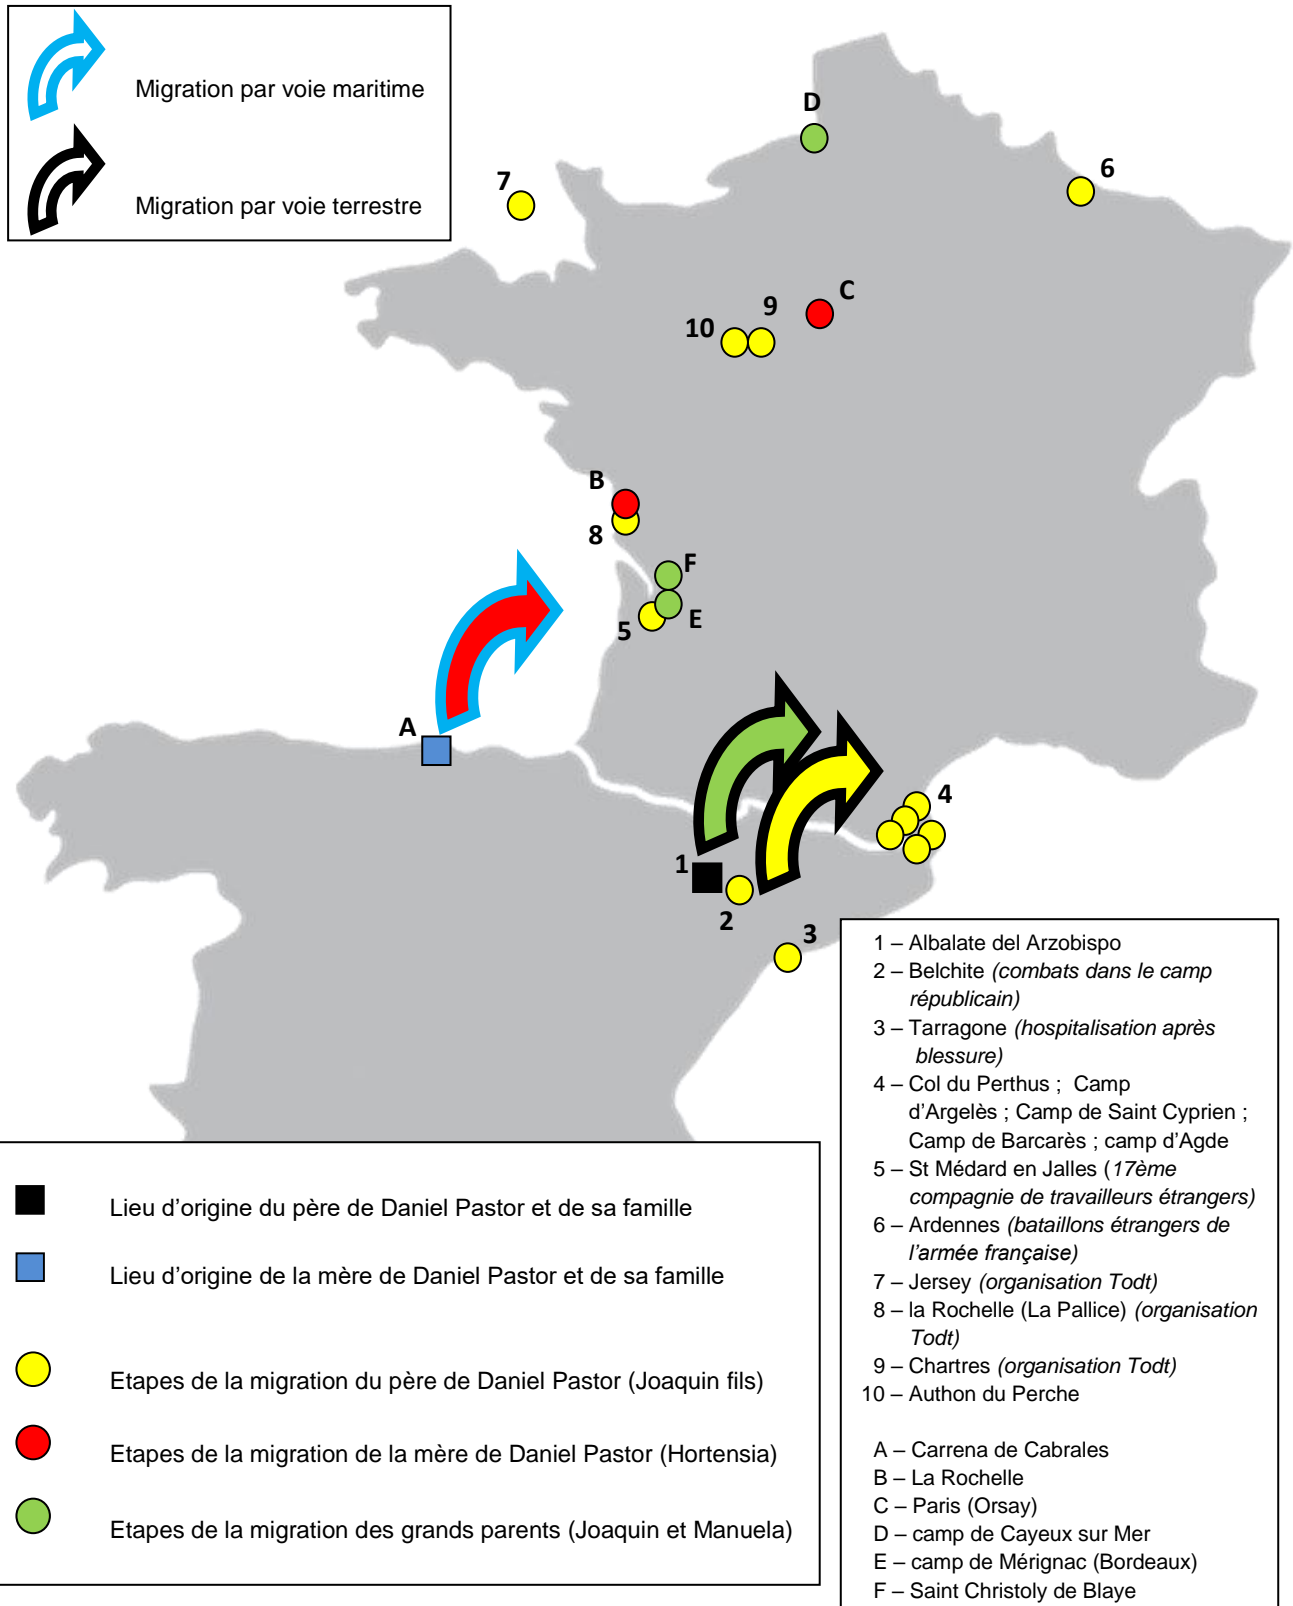 Migration par voie maritime
Migration par voie terrestre
D
6
7
C
9
10
B
8
F
E
5
A
4
1
2
3
1 – Albalate del Arzobispo
2 – Belchite (combats dans le camp
républicain)
3 – Tarragone (hospitalisation après
blessure)
4 – Col du Perthus ; Camp
d'Argelès ; Camp de Saint Cyprien ;
Camp de Barcarès ; camp d'Agde
5 – St Médard en Jalles (17ème
compagnie de travailleurs étrangers)
6 – Ardennes (bataillons étrangers de
l'armée française)
7 – Jersey (organisation Todt)
8 – la Rochelle (La Pallice) (organisation
Todt)
9 – Chartres (organisation Todt)
10 – Authon du Perche
A – Carrena de Cabrales
B – La Rochelle
C – Paris (Orsay)
D – camp de Cayeux sur Mer
E – camp de Mérignac (Bordeaux)
F – Saint Christoly de Blaye
Lieu d'origine du père de Daniel Pastor et de sa famille
Lieu d'origine de la mère de Daniel Pastor et de sa famille
Etapes de la migration du père de Daniel Pastor (Joaquin fils)
Etapes de la migration de la mère de Daniel Pastor (Hortensia)
Etapes de la migration des grands parents (Joaquin et Manuela)